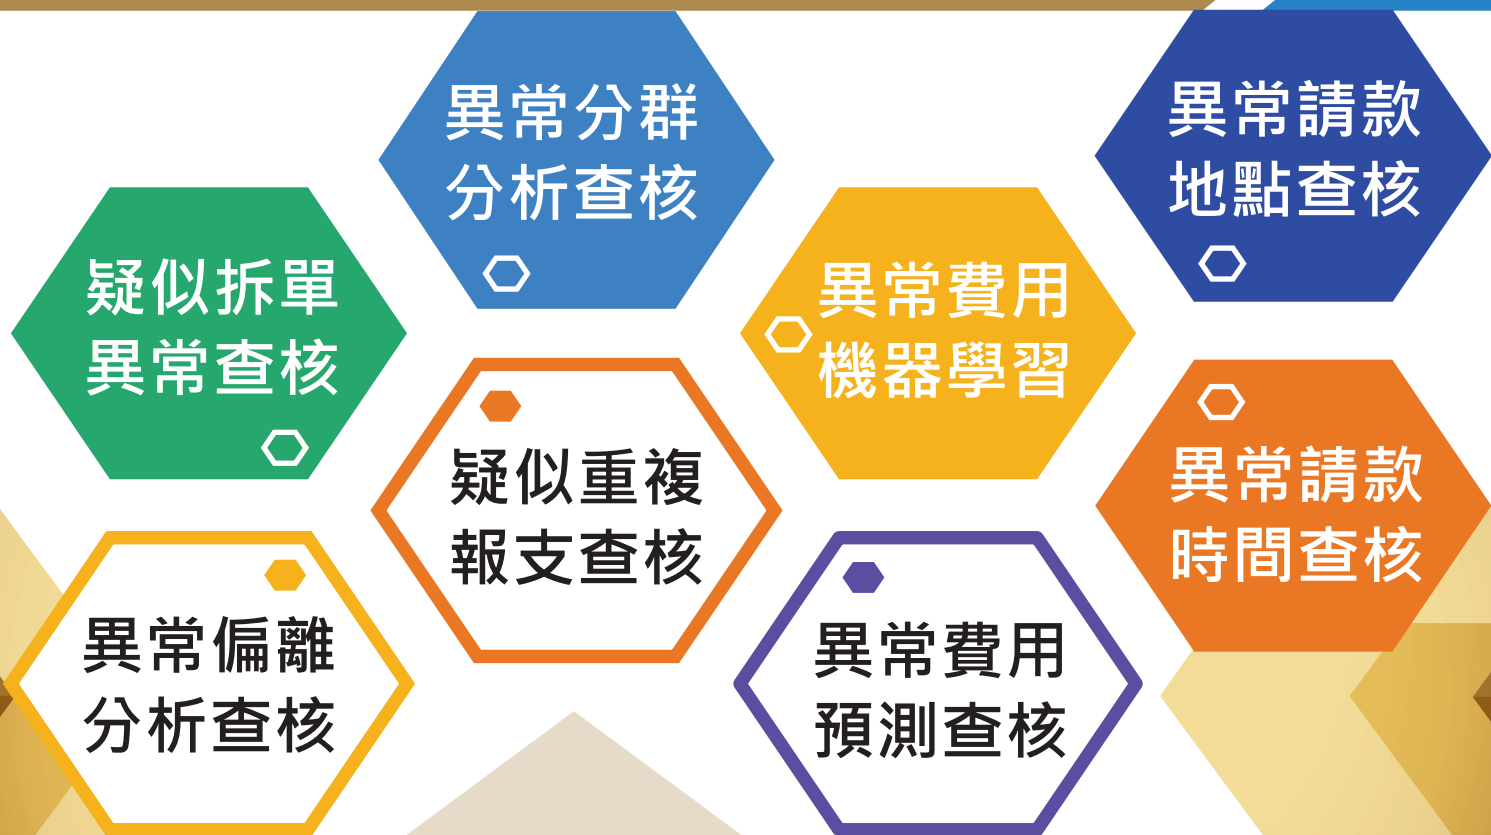 異常分群
分析查核
異常請款
地點查核
疑似拆單
異常查核
異常費用
機器學習
疑似重複
報支查核
異常請款
時間查核
異常偏離
分析查核
異常費用
預測查核